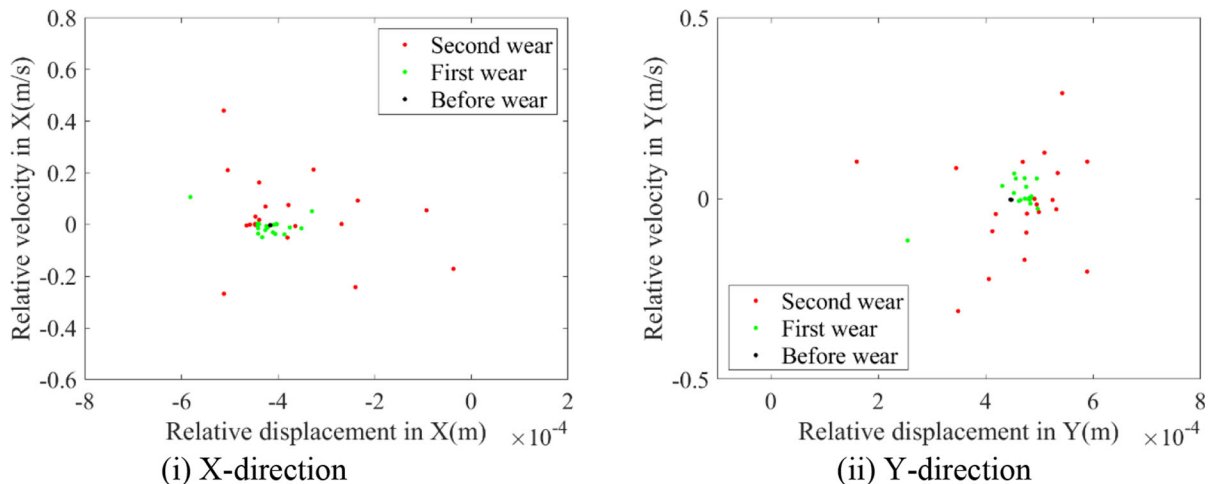 0.8
0.6
0.4
0.2
0
-0.2
-0.4
-0.6
Relative velocity in X(m/s)
Second wear
First wear
Before wear
-8 -6 -4 -2 0 2
Relative displacement in X(m) ×10⁻⁴
(i) X-direction
0.5
0
-0.5
Relative velocity in Y(m/s)
Second wear
First wear
Before wear
0 2 4 6 8
Relative displacement in Y(m) ×10⁻⁴
(ii) Y-direction